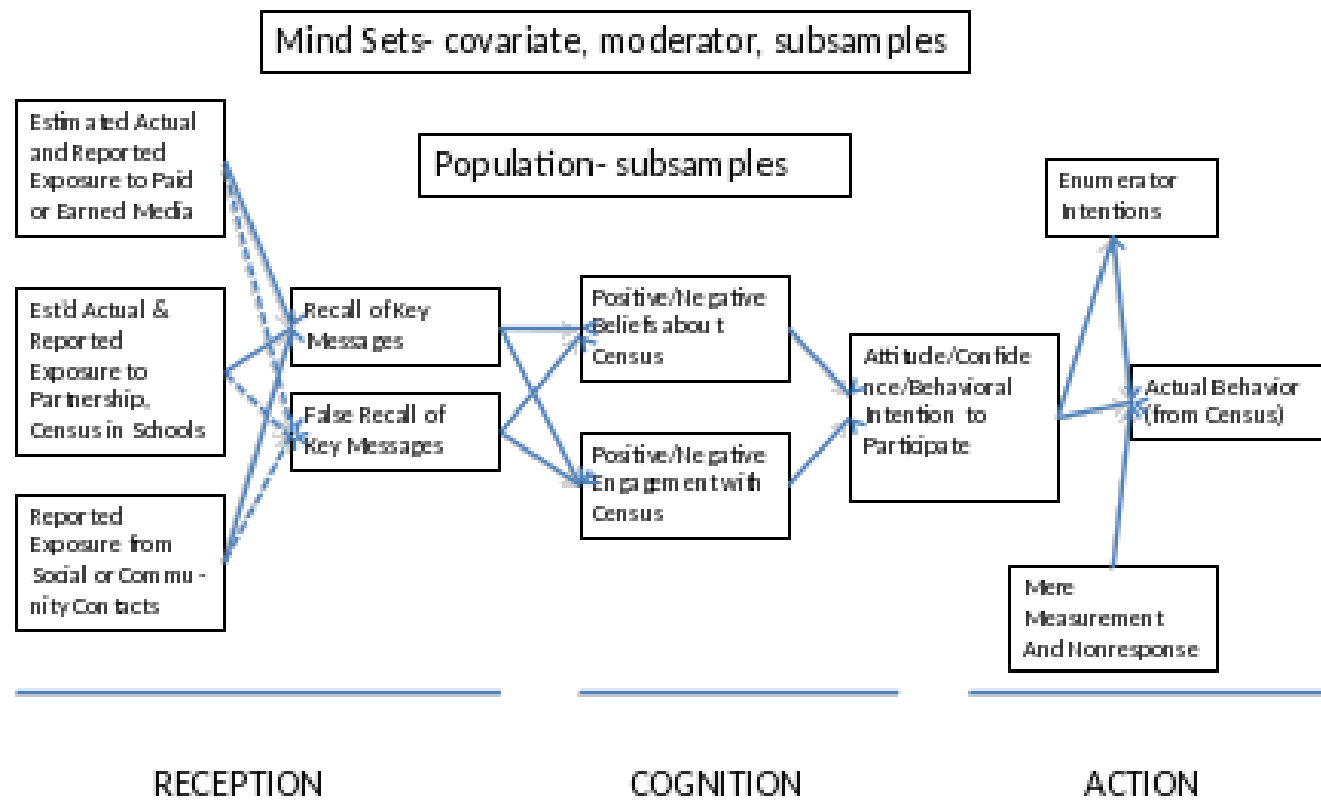 Mind Sets- covariate, moderator, subsamples
Estimated Actual
and Reported
Exposure to Paid
or Earned Media
Population- subsamples
Enumerator
Intentions
Est'd Actual &
Reported
Exposure to
Partnership,
Census in Schools
Recall of Key
Messages
False Recall of
Key Messages
Positive/Negative
Beliefs about
Census
Positive/Negative
Engagement with
Census
Attitude/Confide
nce/Behavioral
Intention to
Participate
Actual Behavior
(from Census)
Reported
Exposure from
Social or Commu-
nity Contacts
Mere
Measurement
And Nonresponse
RECEPTION
COGNITION
ACTION